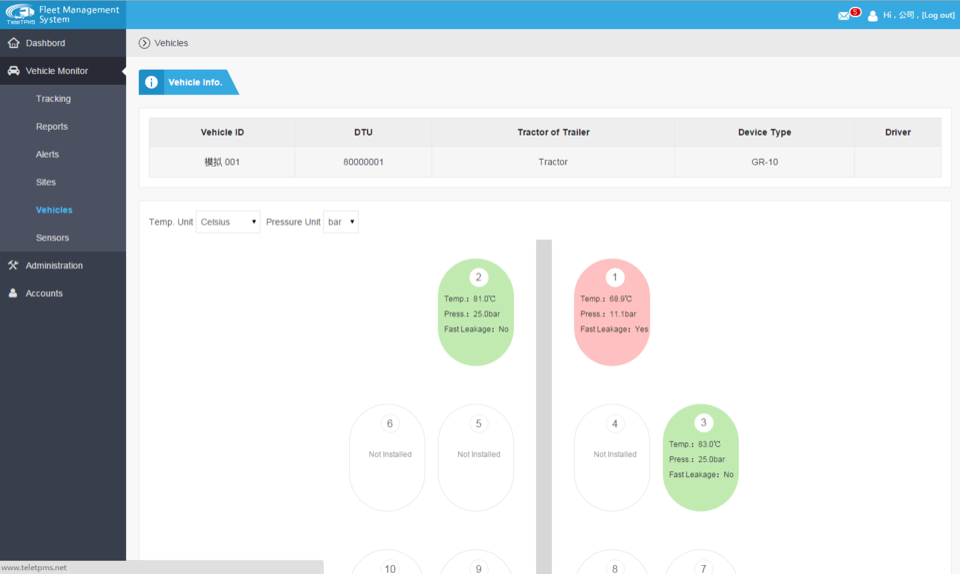 TeleTPMS
Fleet Management
System
5
Hi , 公司 , [Log out]
Dashbord
Vehicles
Vehicle Monitor
Tracking
Reports
Alerts
Sites
Vehicles
Sensors
Administration
Accounts
Vehicle Info.
Vehicle ID DTU Tractor of Trailer Device Type Driver
模拟 001 80000001 Tractor GR-10
Temp. Unit Celsius Pressure Unit bar
2
Temp.: 81.0℃
Press.: 25.0bar
Fast Leakage: No
1
Temp.: 68.9℃
Press.: 11.1bar
Fast Leakage: Yes
6
Not Installed
5
Not Installed
4
Not Installed
3
Temp.: 83.0℃
Press.: 25.0bar
Fast Leakage: No
10
9
8
7
www.teletpms.net